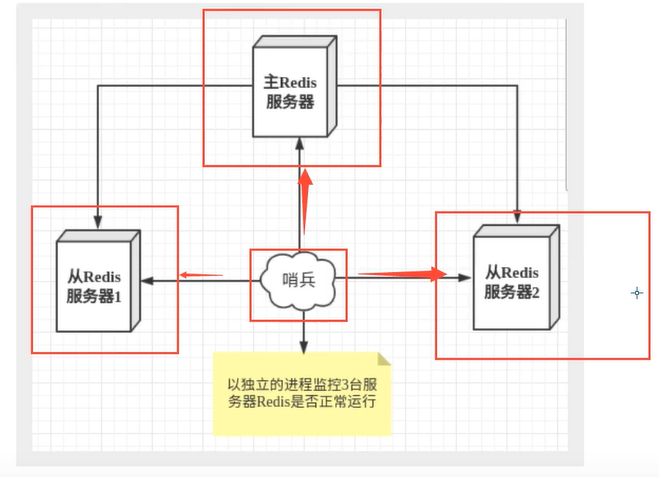 主Redis
服务器
从Redis
服务器1
哨兵
从Redis
服务器2
以独立的进程监控3台服
务器Redis是否正常运行